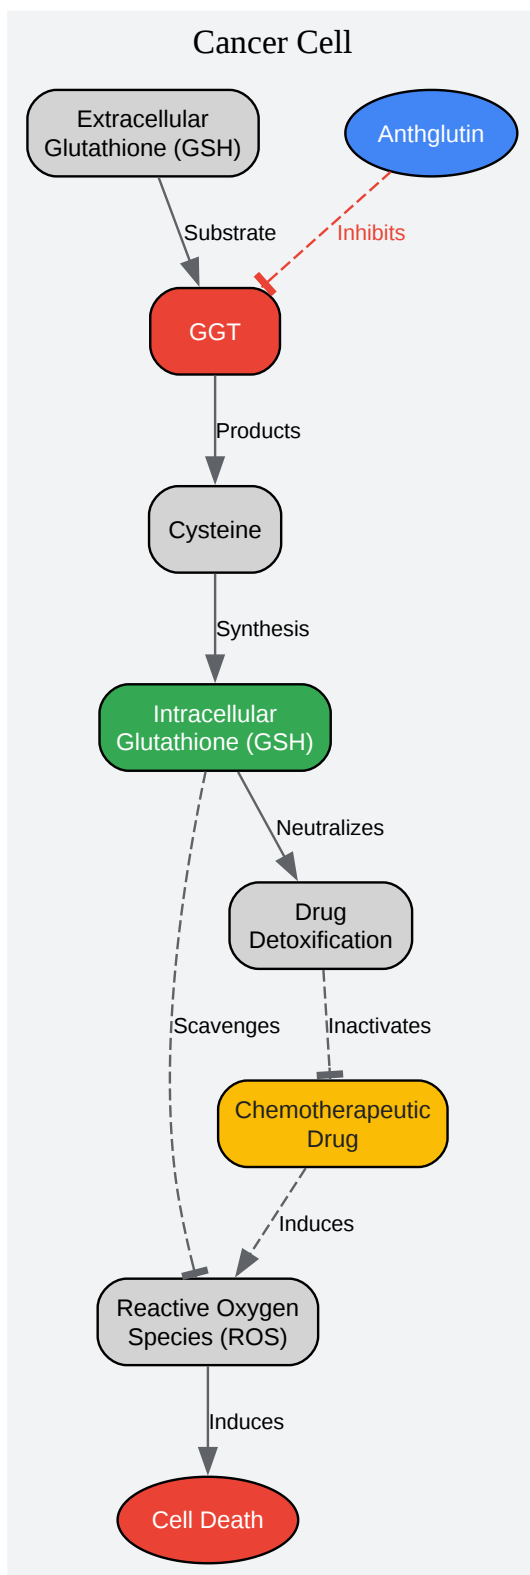 Cancer Cell
Extracellular
Glutathione (GSH)
Anthglutin
Substrate
Inhibits
GGT
Products
Cysteine
Synthesis
Intracellular
Glutathione (GSH)
Neutralizes
Drug
Detoxification
Scavenges
Inactivates
Chemotherapeutic
Drug
Induces
Reactive Oxygen
Species (ROS)
Induces
Cell Death